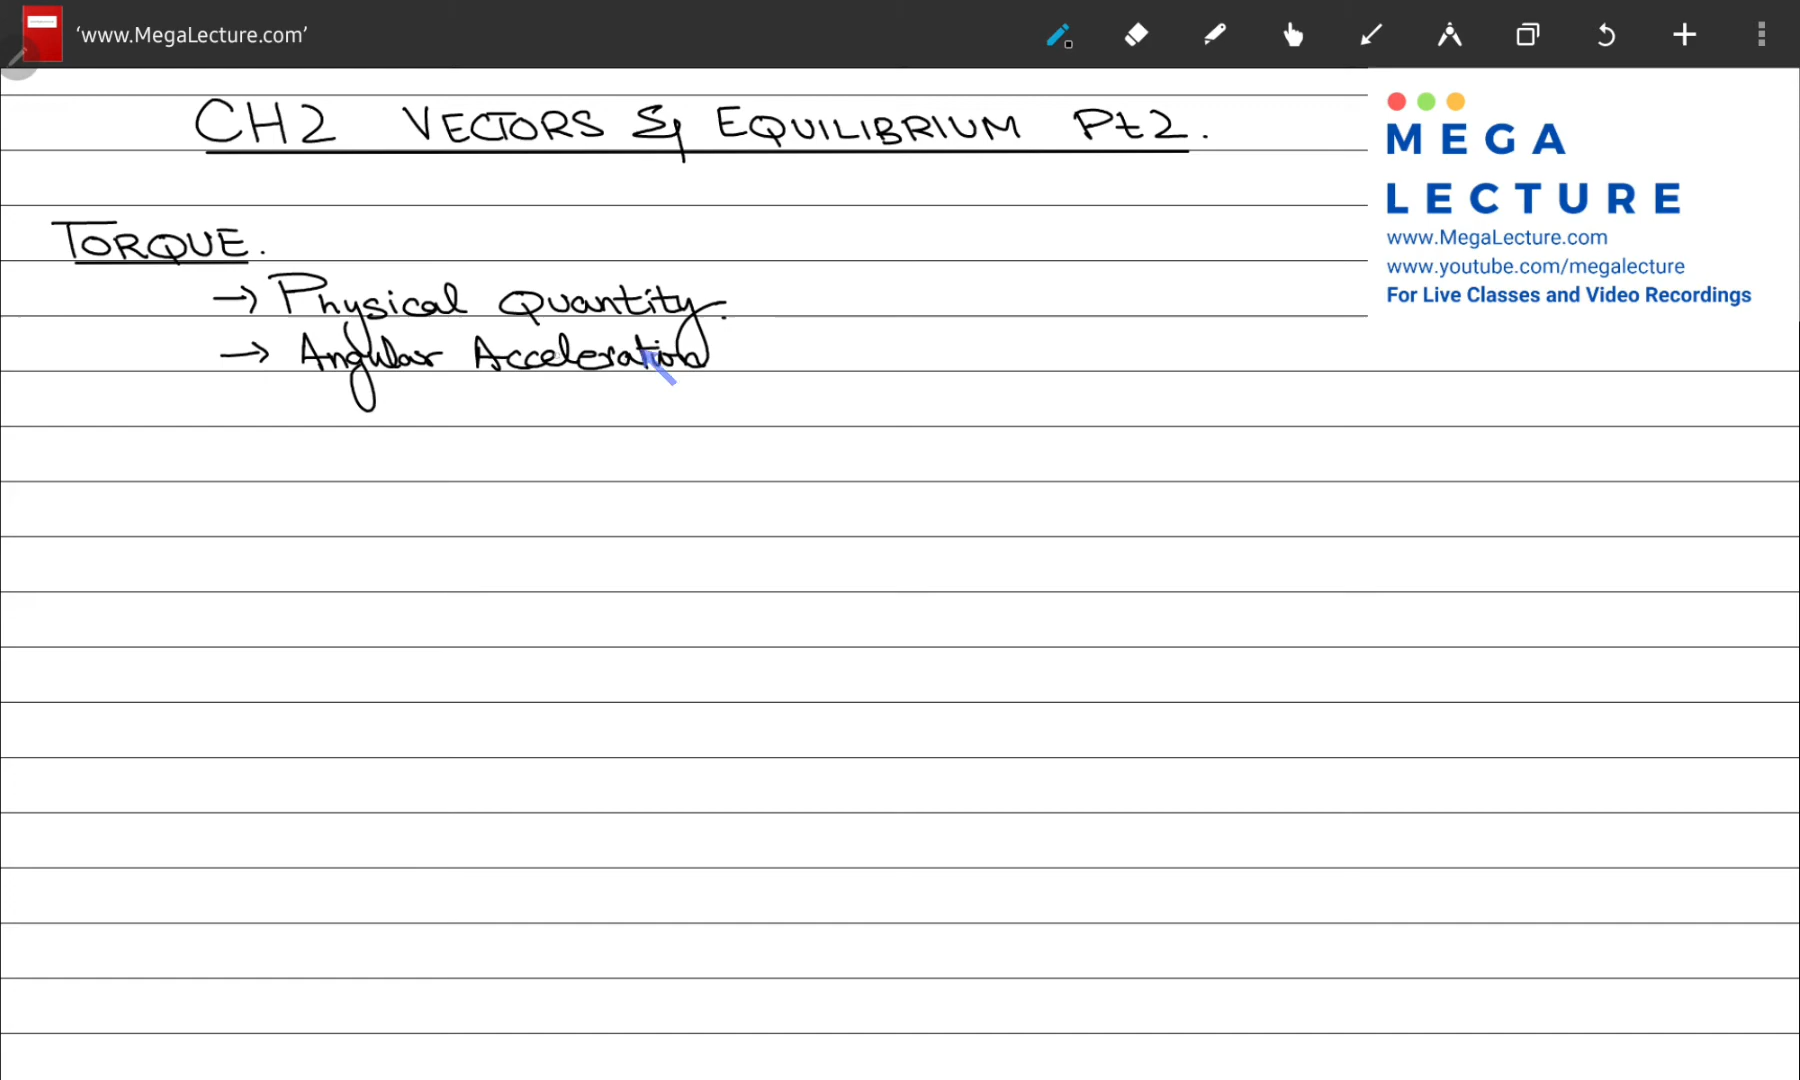 ‘www.MegaLecture.com’
CH2 VECTORS & EQUILIBRIUM Pt2.
MEGA
LECTURE
www.MegaLecture.com
www.youtube.com/megalecture
For Live Classes and Video Recordings
TORQUE.
→ Physical Quantity.
→ Angular Acceleration